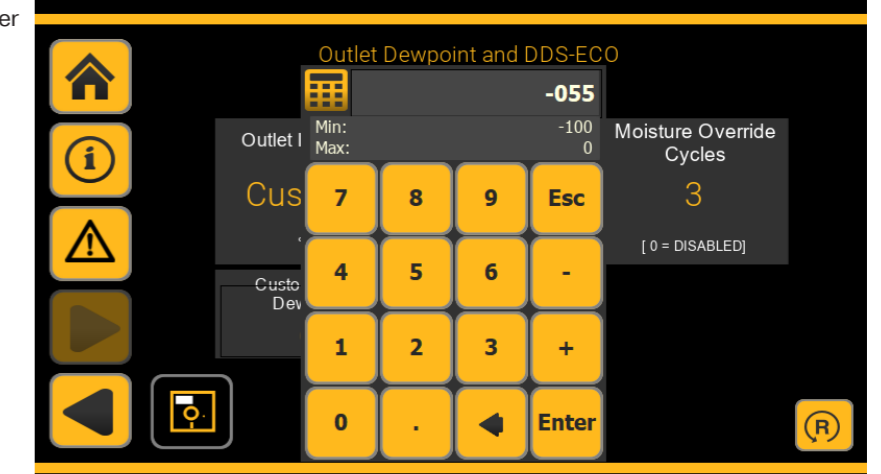 er
Outlet Dewpoint and DDS-ECO
-055
Min: -100
Max: 0
Outlet
Moisture Override
Cycles
Cus
3
[ 0 = DISABLED]
Custo
Dew
7 8 9 Esc
4 5 6 -
1 2 3 +
0 . Enter
i
R